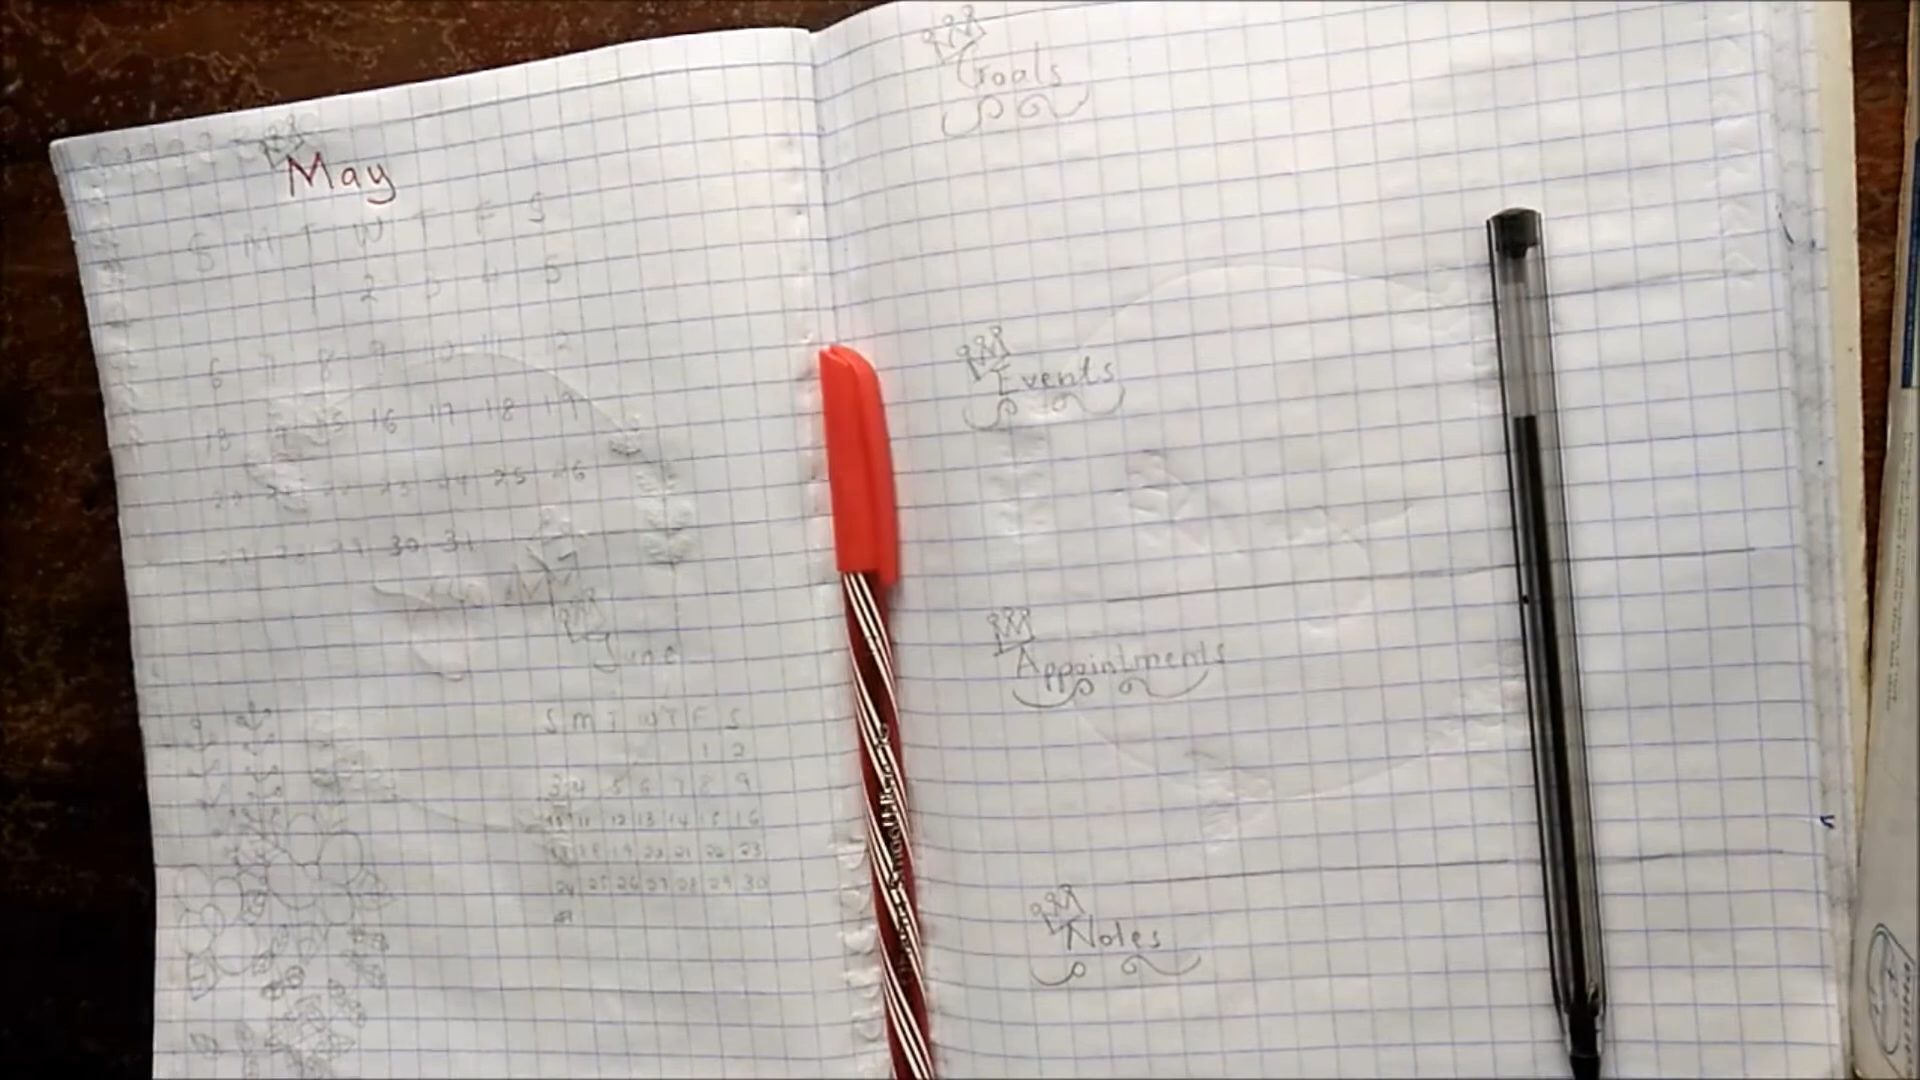 May
S M T W T F S
1 2 3 4 5
6 7 8 9 10 11 2
13 15 16 17 18 19
20 21 22 23 24 25 26
27 28 29 30 31
June
S M T W T F S
1 2
3 4 5 6 7 8 9
10 11 12 13 14 15 16
18 19 20 21 22 23
24 25 26 27 28 29 30
Goals
Events
Appointments
Notes